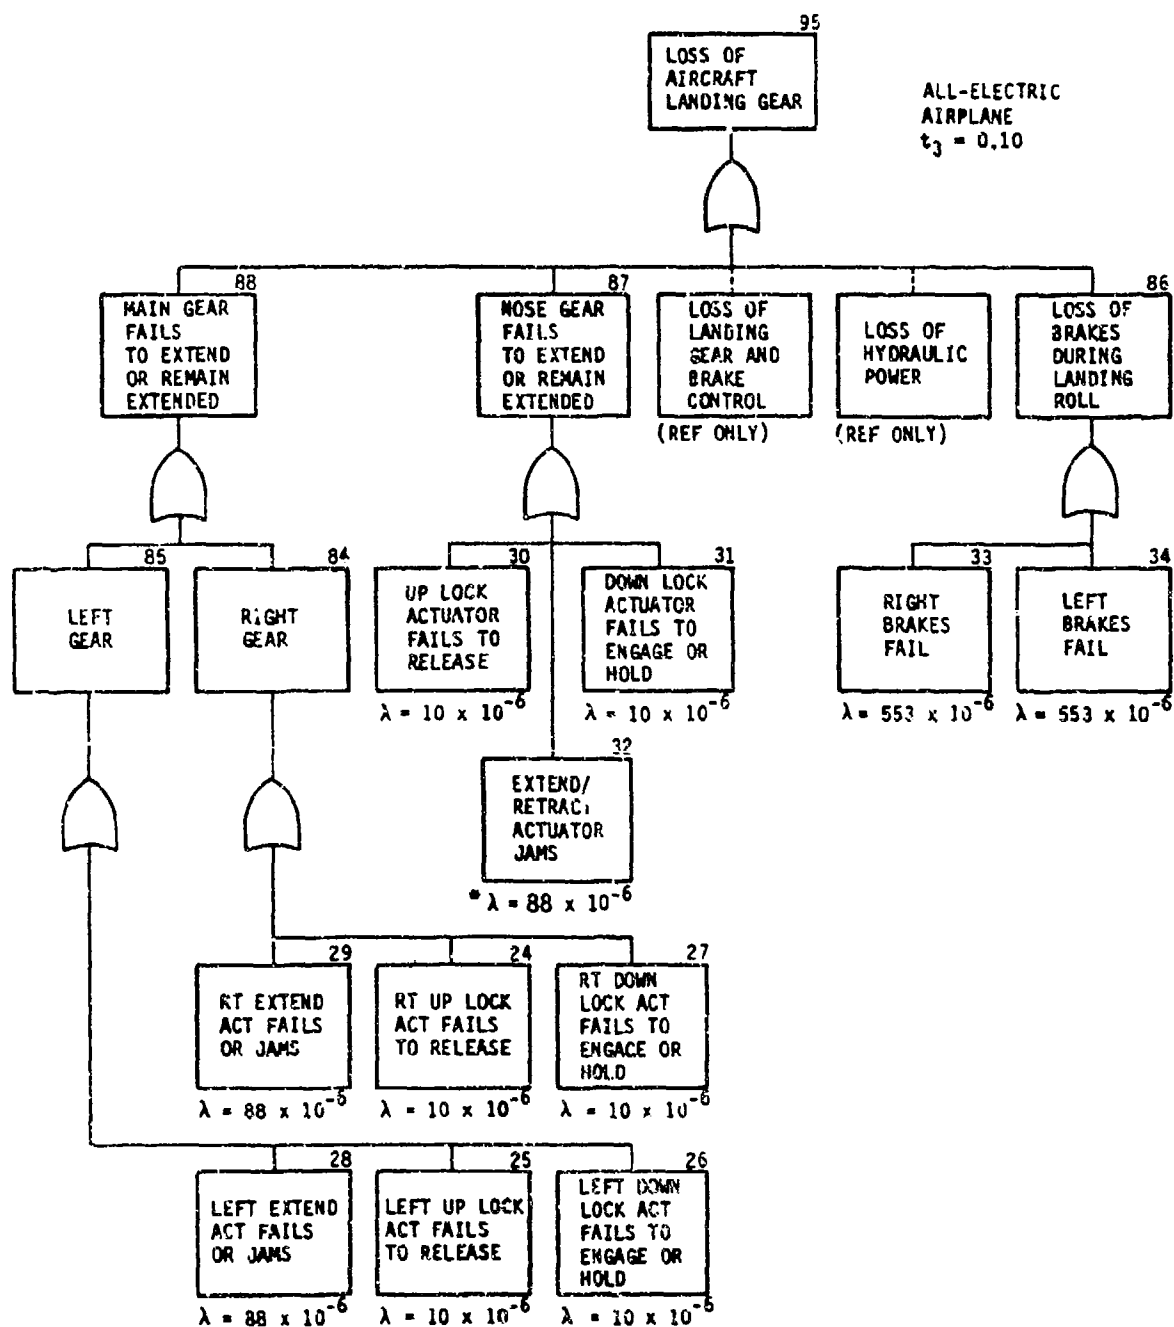 95
LOSS OF
AIRCRAFT
LANDING GEAR
ALL-ELECTRIC
AIRPLANE
t₃ = 0.10
88
MAIN GEAR
FAILS
TO EXTEND
OR REMAIN
EXTENDED
87
NOSE GEAR
FAILS
TO EXTEND
OR REMAIN
EXTENDED
LOSS OF
LANDING
GEAR AND
BRAKE
CONTROL
(REF ONLY)
LOSS OF
HYDRAULIC
POWER
(REF ONLY)
86
LOSS OF
BRAKES
DURING
LANDING
ROLL
85
LEFT
GEAR
84
RIGHT
GEAR
30
UP LOCK
ACTUATOR
FAILS TO
RELEASE
λ = 10 x 10⁻⁶
31
DOWN LOCK
ACTUATOR
FAILS TO
ENGAGE OR
HOLD
λ = 10 x 10⁻⁶
33
RIGHT
BRAKES
FAIL
λ = 553 x 10⁻⁶
34
LEFT
BRAKES
FAIL
λ = 553 x 10⁻⁶
32
EXTEND/
RETRACT
ACTUATOR
JAMS
* λ = 88 x 10⁻⁶
29
RT EXTEND
ACT FAILS
OR JAMS
λ = 88 x 10⁻⁶
24
RT UP LOCK
ACT FAILS
TO RELEASE
λ = 10 x 10⁻⁶
27
RT DOWN
LOCK ACT
FAILS TO
ENGAGE OR
HOLD
λ = 10 x 10⁻⁶
28
LEFT EXTEND
ACT FAILS
OR JAMS
λ = 88 x 10⁻⁶
25
LEFT UP LOCK
ACT FAILS
TO RELEASE
λ = 10 x 10⁻⁶
26
LEFT DOWN
LOCK ACT
FAILS TO
ENGAGE OR
HOLD
λ = 10 x 10⁻⁶